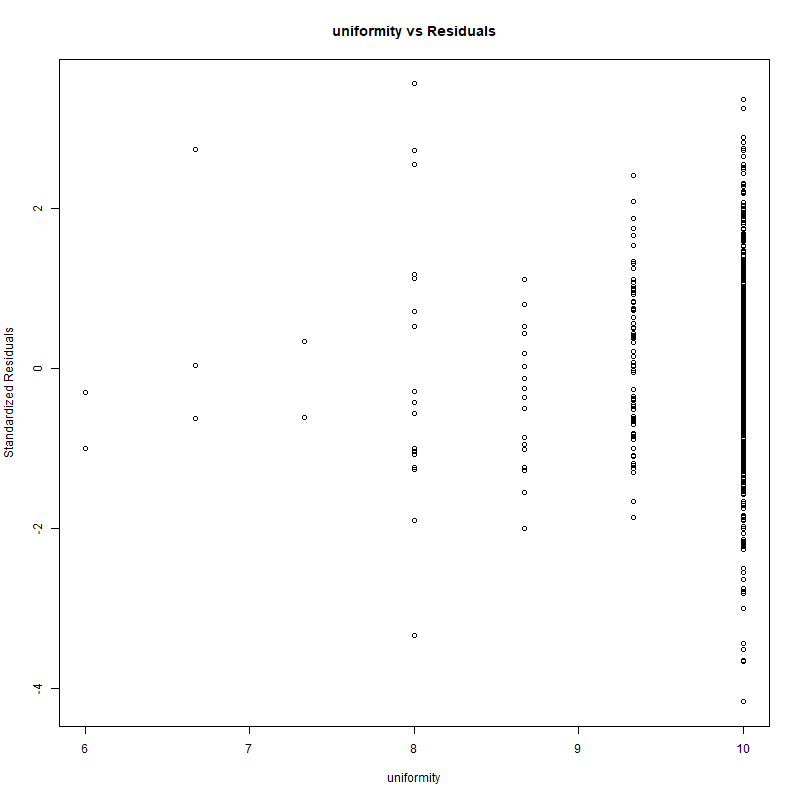 uniformity vs Residuals
Standardized Residuals
2
0
-2
-4
6 7 8 9 10
uniformity